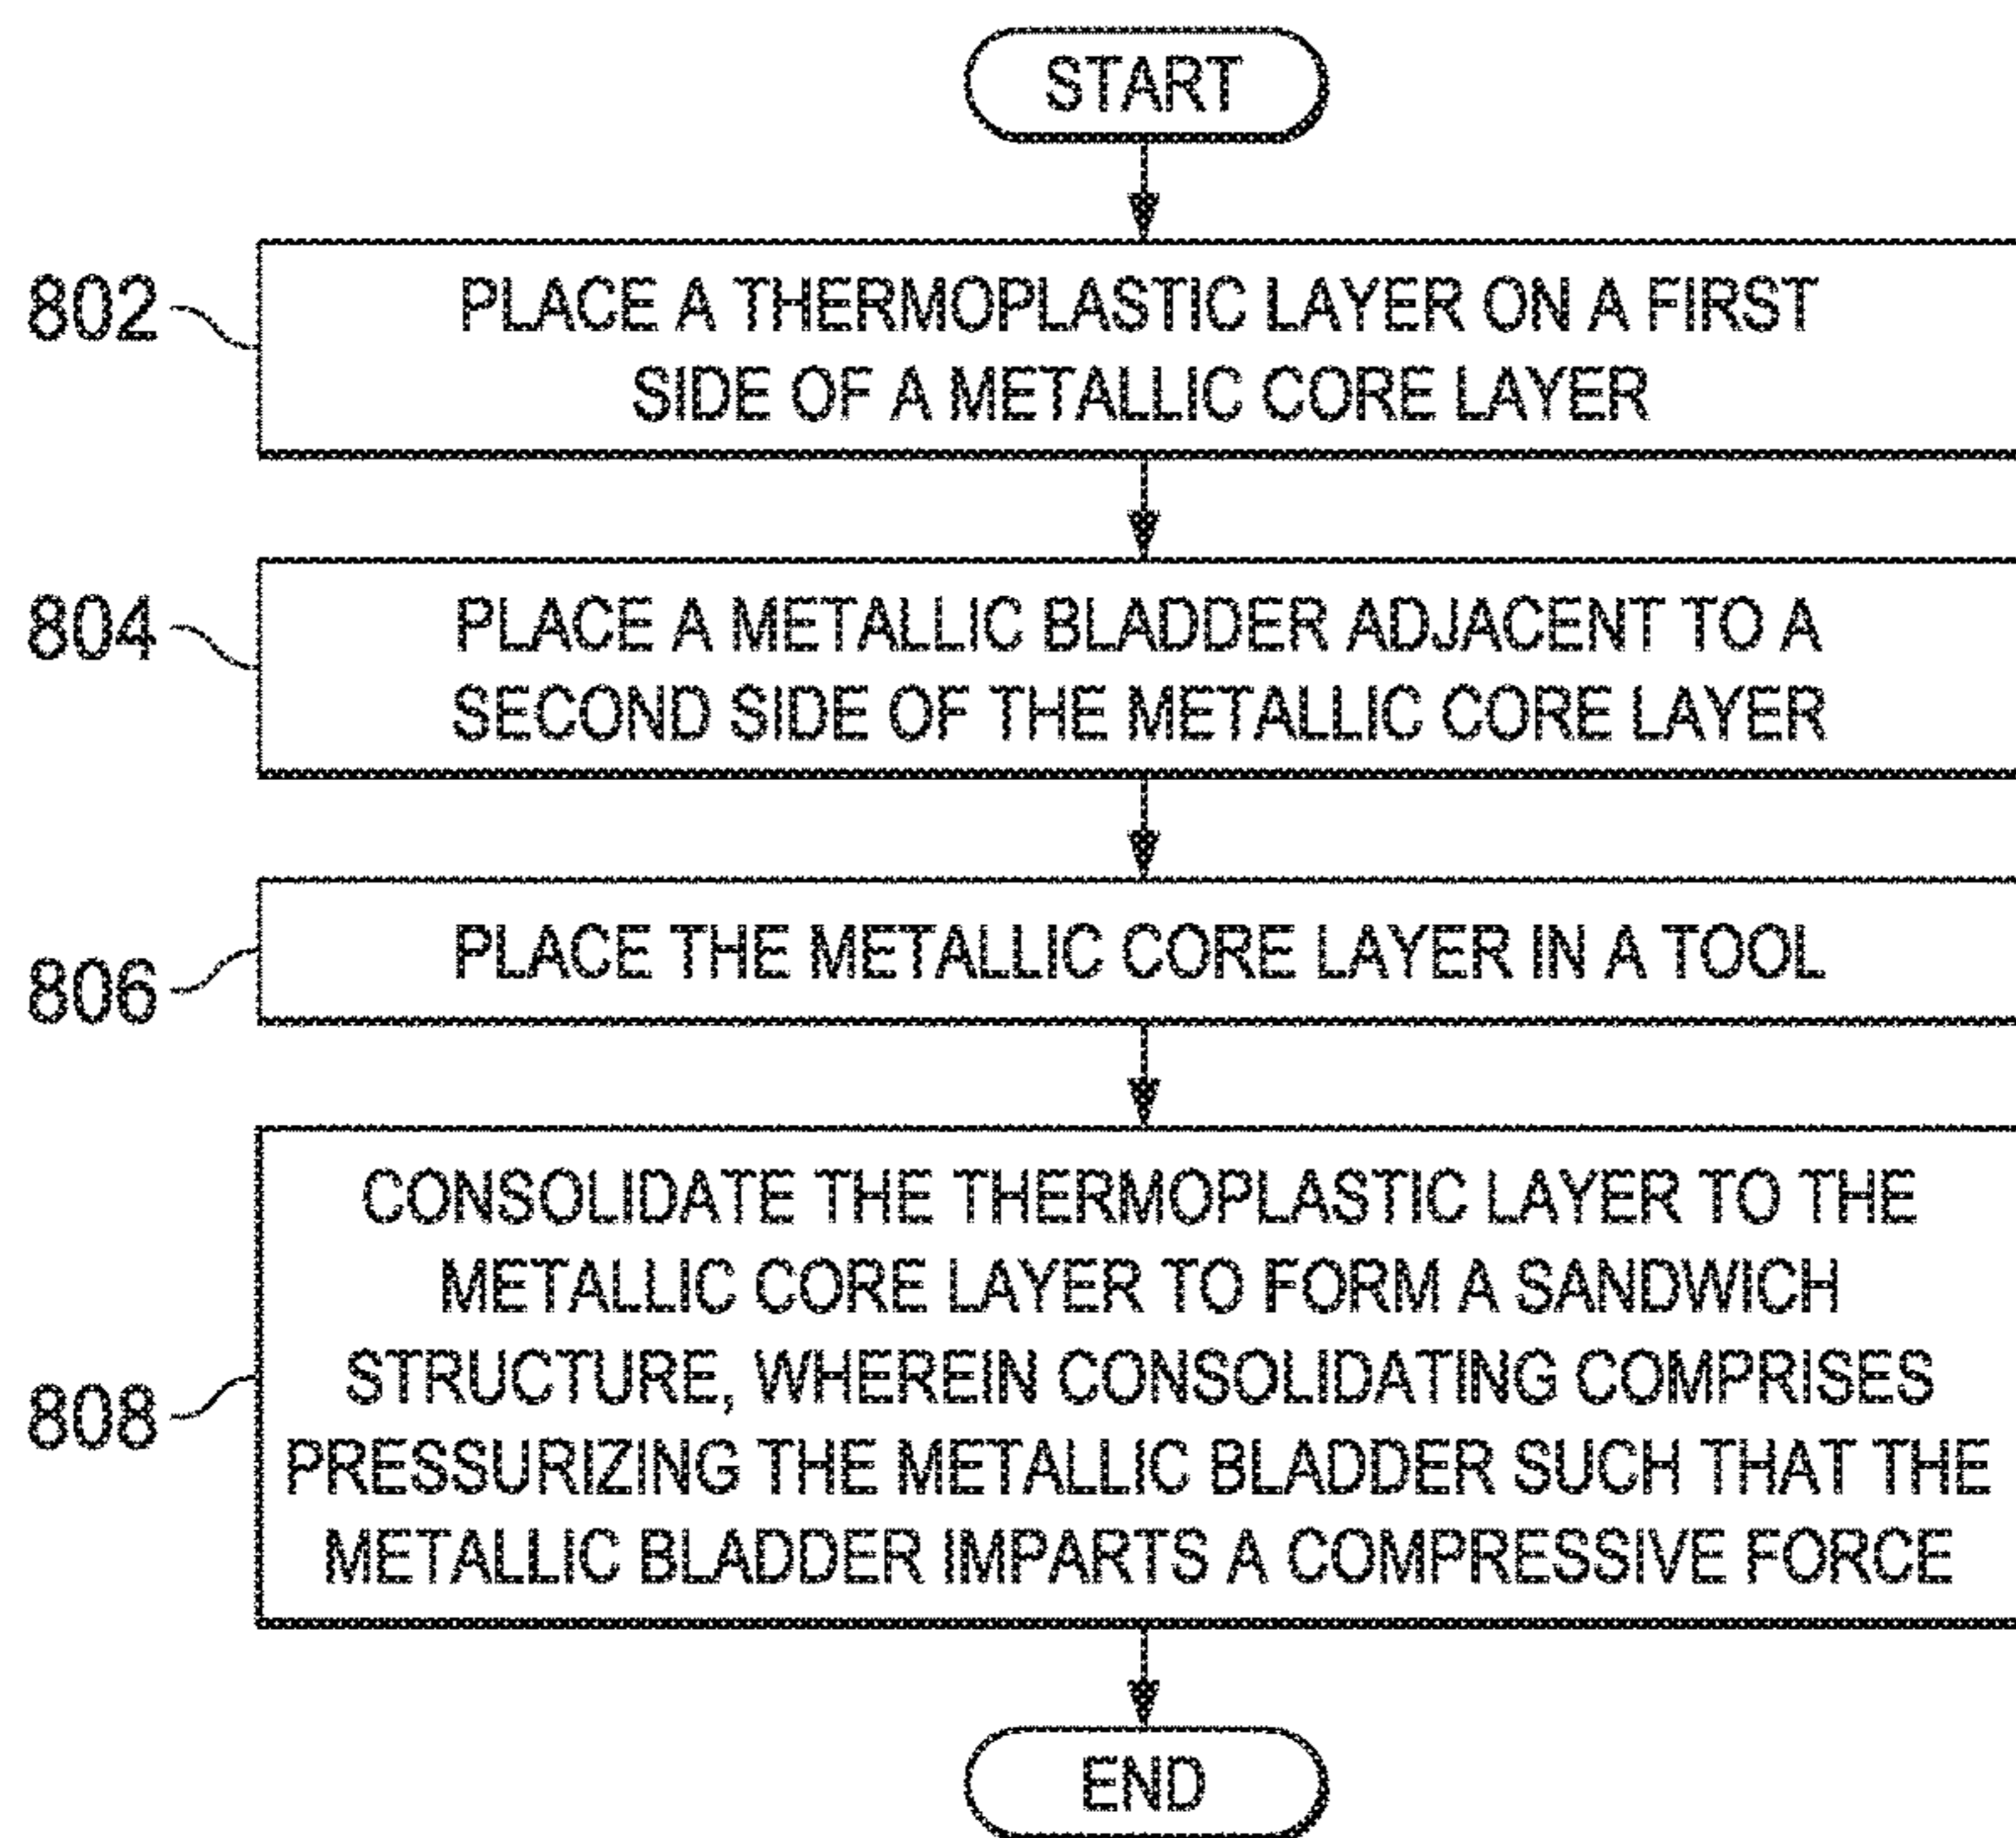 START
802
PLACE A THERMOPLASTIC LAYER ON A FIRST
SIDE OF A METALLIC CORE LAYER
804
PLACE A METALLIC BLADDER ADJACENT TO A
SECOND SIDE OF THE METALLIC CORE LAYER
806
PLACE THE METALLIC CORE LAYER IN A TOOL
808
CONSOLIDATE THE THERMOPLASTIC LAYER TO THE
METALLIC CORE LAYER TO FORM A SANDWICH
STRUCTURE, WHEREIN CONSOLIDATING COMPRISES
PRESSURIZING THE METALLIC BLADDER SUCH THAT THE
METALLIC BLADDER IMPARTS A COMPRESSIVE FORCE
END